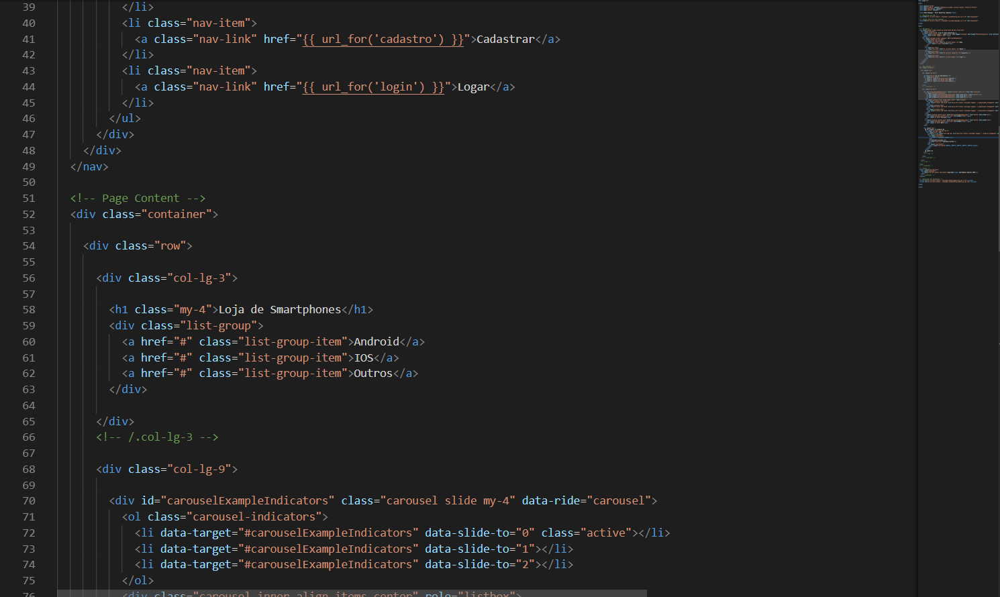 39 </li>
40 <li class="nav-item">
41 <a class="nav-link" href="{{ url_for('cadastro') }}">Cadastrar</a>
42 </li>
43 <li class="nav-item">
44 <a class="nav-link" href="{{ url_for('login') }}">Logar</a>
45 </li>
46 </ul>
47 </div>
48 </div>
49 </nav>
50
51 <!-- Page Content -->
52 <div class="container">
53
54 <div class="row">
55
56 <div class="col-lg-3">
57
58 <h1 class="my-4">Loja de Smartphones</h1>
59 <div class="list-group">
60 <a href="#" class="list-group-item">Android</a>
61 <a href="#" class="list-group-item">IOS</a>
62 <a href="#" class="list-group-item">Outros</a>
63 </div>
64
65 </div>
66 <!-- /.col-lg-3 -->
67
68 <div class="col-lg-9">
69
70 <div id="carouselExampleIndicators" class="carousel slide my-4" data-ride="carousel">
71 <ol class="carousel-indicators">
72 <li data-target="#carouselExampleIndicators" data-slide-to="0" class="active"></li>
73 <li data-target="#carouselExampleIndicators" data-slide-to="1"></li>
74 <li data-target="#carouselExampleIndicators" data-slide-to="2"></li>
75 </ol>
76 <div class="carousel-inner align-items-center" role="listbox">